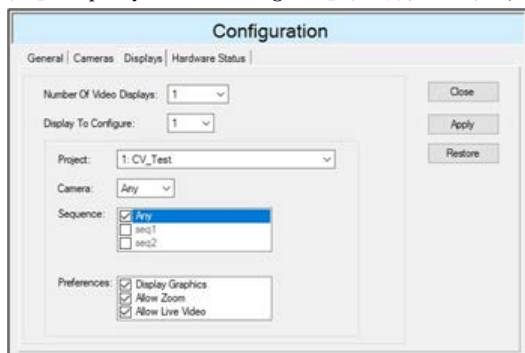 Configuration
General Cameras Displays Hardware Status
Number Of Video Displays: 1
Close
Display To Configure: 1
Apply
Project: 1: CV_Test
Restore
Camera: Any
Sequence: Any
seq1
seq2
Preferences: Display Graphics
Allow Zoom
Allow Live Video